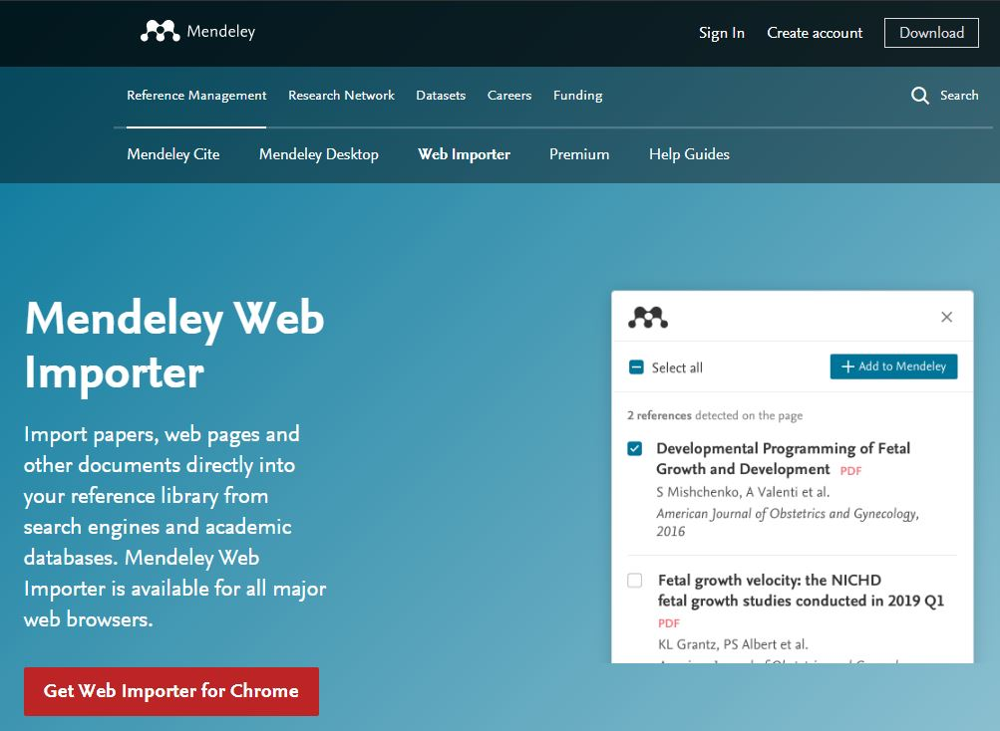 Mendeley
Sign In Create account Download
Reference Management Research Network Datasets Careers Funding Search
Mendeley Cite Mendeley Desktop Web Importer Premium Help Guides
Mendeley Web
Importer
Import papers, web pages and
other documents directly into
your reference library from
search engines and academic
databases. Mendeley Web
Importer is available for all major
web browsers.
Get Web Importer for Chrome
Select all
Add to Mendeley
2 references detected on the page
Developmental Programming of Fetal
Growth and Development PDF
S Mishchenko, A Valenti et al.
American Journal of Obstetrics and Gynecology,
2016
Fetal growth velocity: the NICHD
fetal growth studies conducted in 2019 Q1
PDF
KL Grantz, PS Albert et al.